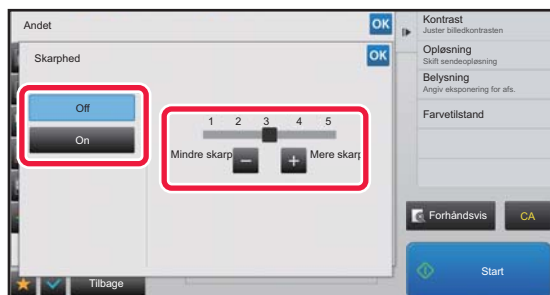 Andet
OK
Skarphed
OK
Off
On
1 2 3 4 5
Mindre skarp
Mere skarp
Tilbage
Kontrast
Juster billedkontrasten
Opløsning
Skift sendeopløsning
Belysning
Angiv eksponering for afs.
Farvetilstand
Forhåndsvis
CA
Start